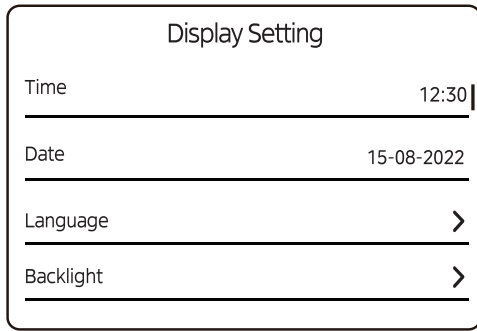 Display Setting
Time 12:30
Date 15-08-2022
Language
Backlight